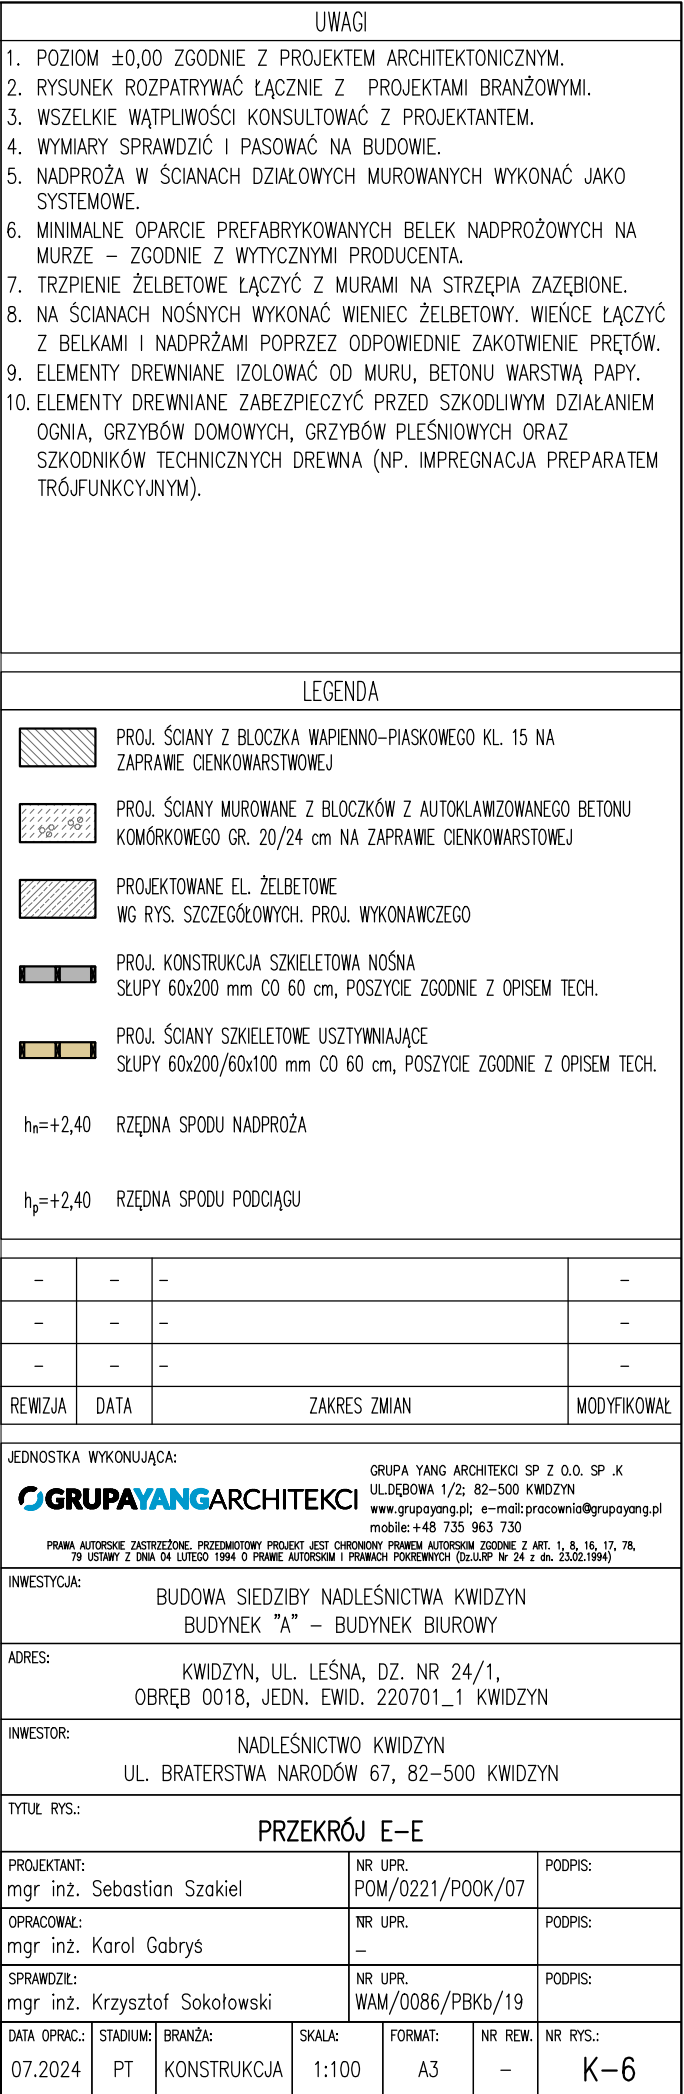 UWAGI
1. POZIOM ±0,00 ZGODNIE Z PROJEKTEM ARCHITEKTONICZNYM.
2. RYSUNEK ROZPATRYWAĆ ŁĄCZNIE Z PROJEKTAMI BRANŻOWYMI.
3. WSZELKIE WĄTPLIWOŚCI KONSULTOWAĆ Z PROJEKTANTEM.
4. WYMIARY SPRAWDZIĆ I PASOWAĆ NA BUDOWIE.
5. NADPROŻA W ŚCIANACH DZIAŁOWYCH MUROWANYCH WYKONAĆ JAKO
SYSTEMOWE.
6. MINIMALNE OPARCIE PREFABRYKOWANYCH BELEK NADPROŻOWYCH NA
MURZE – ZGODNIE Z WYTYCZNYMI PRODUCENTA.
7. TRZPIENIE ŻELBETOWE ŁĄCZYĆ Z MURAMI NA STRZĘPIA ZAZĘBIONE.
8. NA ŚCIANACH NOŚNYCH WYKONAĆ WIENIEC ŻELBETOWY. WIEŃCE ŁĄCZYĆ
Z BELKAMI I NADPRŻAMI POPRZEZ ODPOWIEDNIE ZAKOTWIENIE PRĘTÓW.
9. ELEMENTY DREWNIANE IZOLOWAĆ OD MURU, BETONU WARSTWĄ PAPY.
10. ELEMENTY DREWNIANE ZABEZPIECZYĆ PRZED SZKODLIWYM DZIAŁANIEM
OGNIA, GRZYBÓW DOMOWYCH, GRZYBÓW PLEŚNIOWYCH ORAZ
SZKODNIKÓW TECHNICZNYCH DREWNA (NP. IMPREGNACJA PREPARATEM
TRÓJFUNKCYJNYM).
LEGENDA
PROJ. ŚCIANY Z BLOCZKA WAPIENNO–PIASKOWEGO KL. 15 NA
ZAPRAWIE CIENKOWARSTWOWEJ
PROJ. ŚCIANY MUROWANE Z BLOCZKÓW Z AUTOKLAWIZOWANEGO BETONU
KOMÓRKOWEGO GR. 20/24 cm NA ZAPRAWIE CIENKOWARSTOWEJ
PROJEKTOWANE EL. ŻELBETOWE
WG RYS. SZCZEGÓŁOWYCH. PROJ. WYKONAWCZEGO
PROJ. KONSTRUKCJA SZKIELETOWA NOŚNA
SŁUPY 60x200 mm CO 60 cm, POSZYCIE ZGODNIE Z OPISEM TECH.
PROJ. ŚCIANY SZKIELETOWE USZTYWNIAJĄCE
SŁUPY 60x200/60x100 mm CO 60 cm, POSZYCIE ZGODNIE Z OPISEM TECH.
hn=+2,40 RZĘDNA SPODU NADPROŻA
hp=+2,40 RZĘDNA SPODU PODCIĄGU
– – – –
– – – –
– – – –
REWIZJA DATA ZAKRES ZMIAN MODYFIKOWAŁ
JEDNOSTKA WYKONUJĄCA:
GRUPAYANGARCHITEKCI
GRUPA YANG ARCHITEKCI SP Z O.O. SP .K
UL.DĘBOWA 1/2; 82–500 KWIDZYN
www.grupayang.pl; e–mail:pracownia@grupayang.pl
mobile:+48 735 963 730
PRAWA AUTORSKIE ZASTRZEŻONE. PRZEDMIOTOWY PROJEKT JEST CHRONIONY PRAWEM AUTORSKIM ZGODNIE Z ART. 1, 8, 16, 17, 78,
79 USTAWY Z DNIA 04 LUTEGO 1994 O PRAWIE AUTORSKIM I PRAWACH POKREWNYCH (Dz.U.RP Nr 24 z dn. 23.02.1994)
INWESTYCJA:
BUDOWA SIEDZIBY NADLEŚNICTWA KWIDZYN
BUDYNEK "A" – BUDYNEK BIUROWY
ADRES:
KWIDZYN, UL. LEŚNA, DZ. NR 24/1,
OBRĘB 0018, JEDN. EWID. 220701_1 KWIDZYN
INWESTOR:
NADLEŚNICTWO KWIDZYN
UL. BRATERSTWA NARODÓW 67, 82–500 KWIDZYN
TYTUŁ RYS.:
PRZEKRÓJ E–E
PROJEKTANT: NR UPR. PODPIS:
mgr inż. Sebastian Szakiel POM/0221/POOK/07
OPRACOWAŁ: NR UPR. PODPIS:
mgr inż. Karol Gabryś –
SPRAWDZIŁ: NR UPR. PODPIS:
mgr inż. Krzysztof Sokołowski WAM/0086/PBKb/19
DATA OPRAC.: STADIUM: BRANŻA: SKALA: FORMAT: NR REW. NR RYS.:
07.2024 PT KONSTRUKCJA 1:100 A3 – K–6